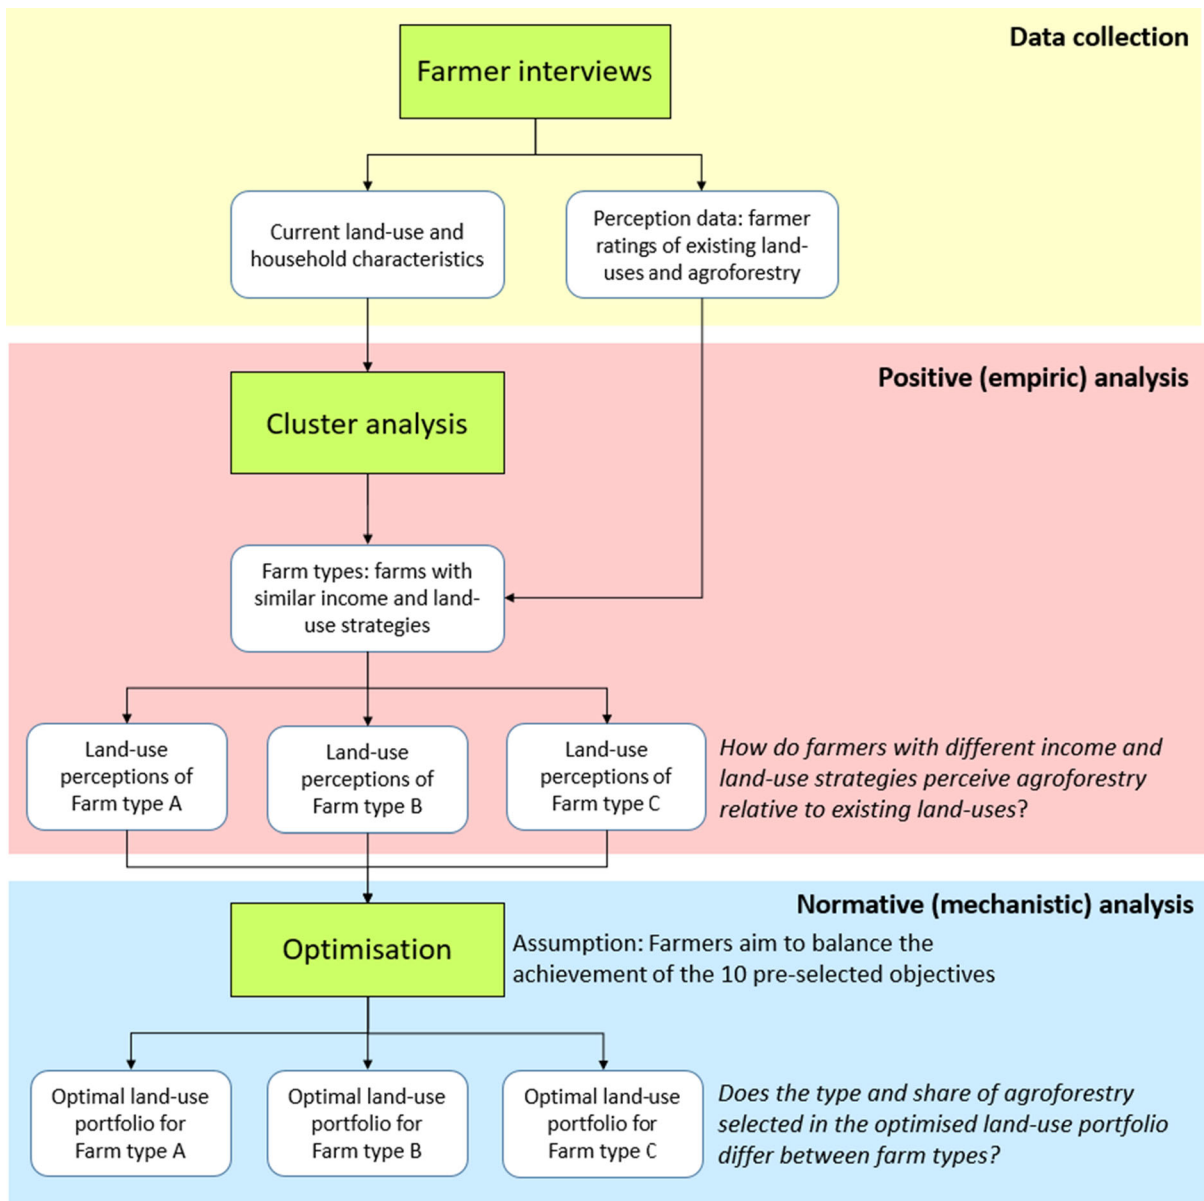 Data collection
Farmer interviews
Current land-use and
household characteristics
Perception data: farmer
ratings of existing land-
uses and agroforestry
Positive (empiric) analysis
Cluster analysis
Farm types: farms with
similar income and land-
use strategies
Land-use
perceptions of
Farm type A
Land-use
perceptions of
Farm type B
Land-use
perceptions of
Farm type C
How do farmers with different income and
land-use strategies perceive agroforestry
relative to existing land-uses?
Normative (mechanistic) analysis
Optimisation
Assumption: Farmers aim to balance the
achievement of the 10 pre-selected objectives
Optimal land-use
portfolio for
Farm type A
Optimal land-use
portfolio for
Farm type B
Optimal land-use
portfolio for
Farm type C
Does the type and share of agroforestry
selected in the optimised land-use portfolio
differ between farm types?